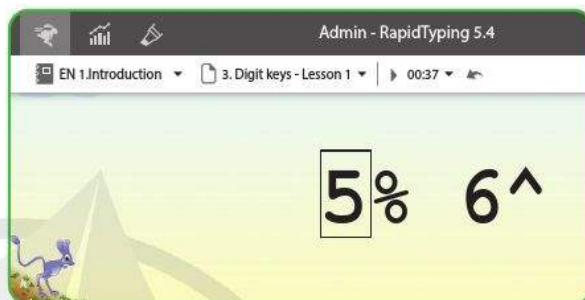 Admin - RapidTyping 5.4
EN 1.Introduction 3. Digit keys - Lesson 1 00:37
5% 6^